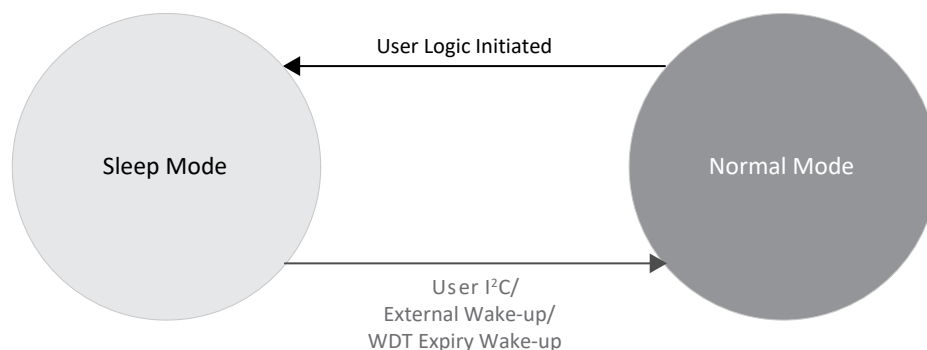 User Logic Initiated
Sleep Mode
Normal Mode
User I²C/
External Wake-up/
WDT Expiry Wake-up